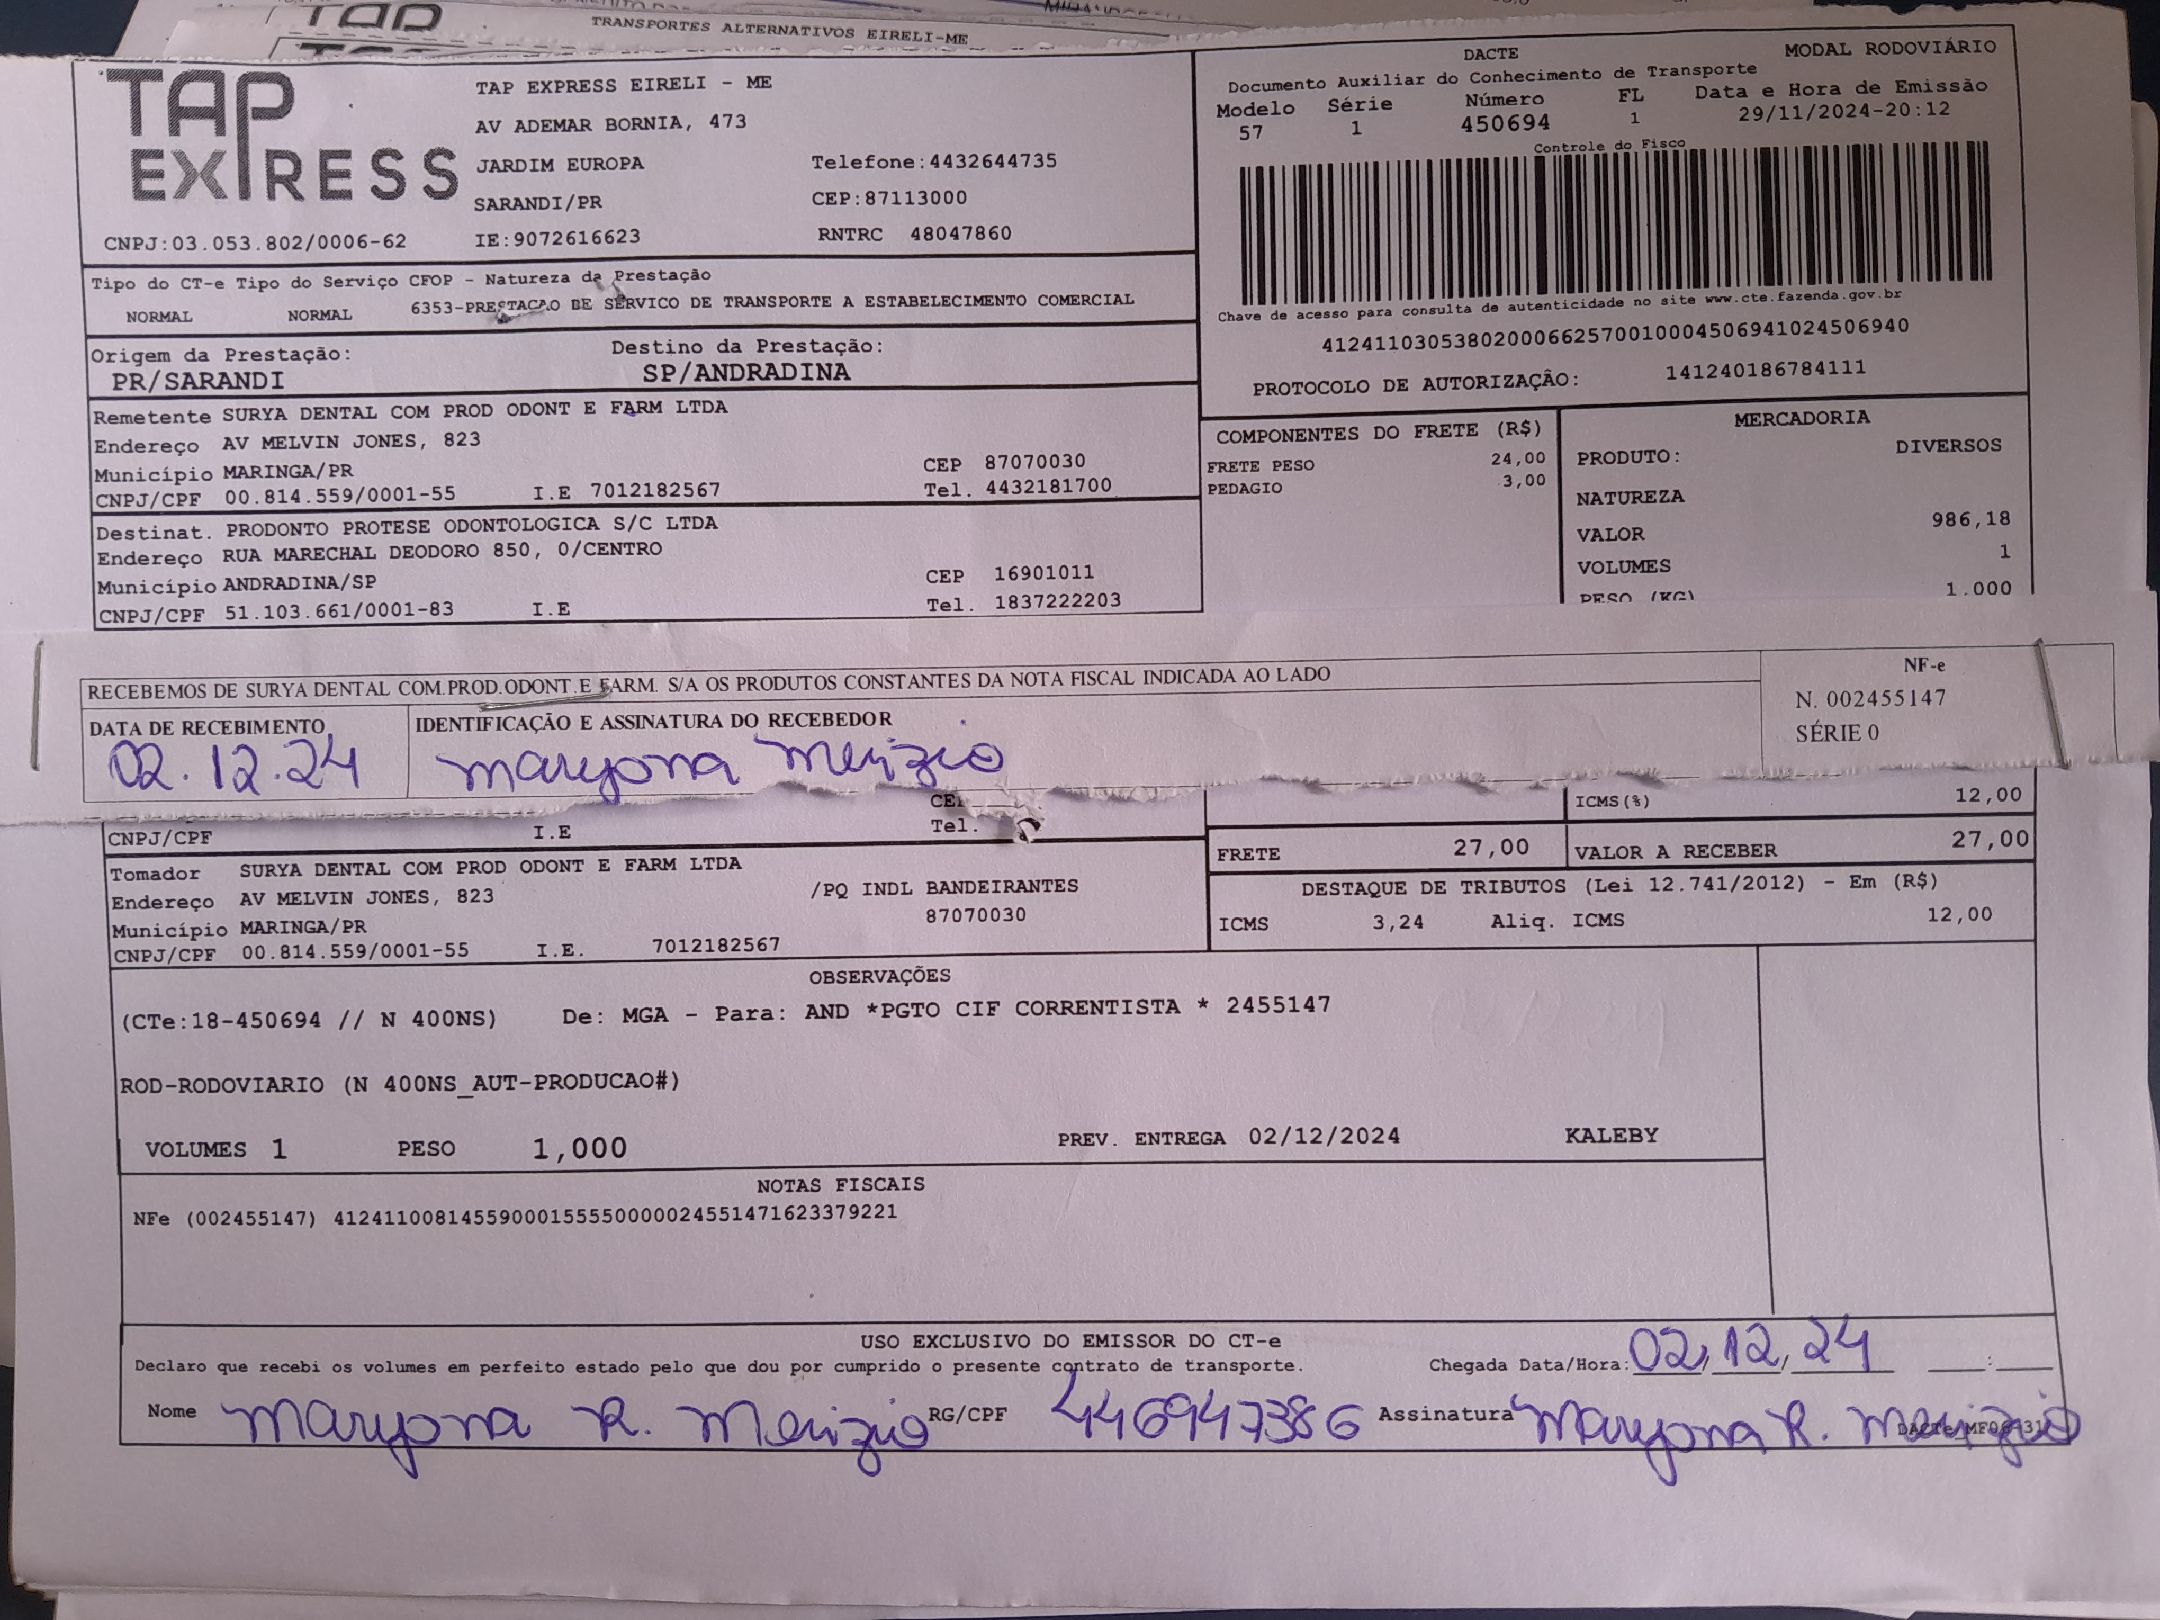 TRANSPORTES ALTERNATIVOS EIRELI-ME
TAP EXPRESS
TAP EXPRESS EIRELI - ME
AV ADEMAR BORNIA, 473
JARDIM EUROPA Telefone:4432644735
SARANDI/PR CEP:87113000
CNPJ:03.053.802/0006-62 IE:9072616623 RNTRC 48047860
DACTE MODAL RODOVIÁRIO
Documento Auxiliar do Conhecimento de Transporte
Modelo Série Número FL Data e Hora de Emissão
57 1 450694 1 29/11/2024-20:12
Controle do Fisco
Chave de acesso para consulta de autenticidade no site www.cte.fazenda.gov.br
41241103053802000662570010004506941024506940
PROTOCOLO DE AUTORIZAÇÃO: 141240186784111
Tipo do CT-e Tipo do Serviço CFOP - Natureza da Prestação
NORMAL NORMAL 6353-PRESTACAO DE SERVICO DE TRANSPORTE A ESTABELECIMENTO COMERCIAL
Origem da Prestação: Destino da Prestação:
PR/SARANDI SP/ANDRADINA
Remetente SURYA DENTAL COM PROD ODONT E FARM LTDA
Endereço AV MELVIN JONES, 823
Município MARINGA/PR CEP 87070030
CNPJ/CPF 00.814.559/0001-55 I.E 7012182567 Tel. 4432181700
Destinat. PRODONTO PROTESE ODONTOLOGICA S/C LTDA
Endereço RUA MARECHAL DEODORO 850, 0/CENTRO
Município ANDRADINA/SP CEP 16901011
CNPJ/CPF 51.103.661/0001-83 I.E Tel. 1837222203
COMPONENTES DO FRETE (R$)
FRETE PESO 24,00
PEDAGIO 3,00
MERCADORIA
PRODUTO: DIVERSOS
NATUREZA
VALOR 986,18
VOLUMES 1
PESO (KG) 1.000
RECEBEMOS DE SURYA DENTAL COM.PROD.ODONT.E FARM. S/A OS PRODUTOS CONSTANTES DA NOTA FISCAL INDICADA AO LADO
DATA DE RECEBIMENTO IDENTIFICAÇÃO E ASSINATURA DO RECEBEDOR
02.12.24 Maryona Merizio
NF-e
N. 002455147
SÉRIE 0
CNPJ/CPF I.E Tel.
ICMS(%) 12,00
FRETE 27,00 VALOR A RECEBER 27,00
Tomador SURYA DENTAL COM PROD ODONT E FARM LTDA
Endereço AV MELVIN JONES, 823 /PQ INDL BANDEIRANTES
Município MARINGA/PR 87070030
CNPJ/CPF 00.814.559/0001-55 I.E. 7012182567
DESTAQUE DE TRIBUTOS (Lei 12.741/2012) - Em (R$)
ICMS 3,24 Aliq. ICMS 12,00
OBSERVAÇÕES
(CTe:18-450694 // N 400NS) De: MGA - Para: AND *PGTO CIF CORRENTISTA * 2455147
ROD-RODOVIARIO (N 400NS_AUT-PRODUCAO#)
VOLUMES 1 PESO 1,000 PREV. ENTREGA 02/12/2024 KALEBY
NOTAS FISCAIS
NFe (002455147) 41241100814559000155550000024551471623379221
USO EXCLUSIVO DO EMISSOR DO CT-e
Declaro que recebi os volumes em perfeito estado pelo que dou por cumprido o presente contrato de transporte. Chegada Data/Hora: 02/12/24 :
Nome Maryona R. Merizio RG/CPF 446947386 Assinatura Maryona R. Merizio